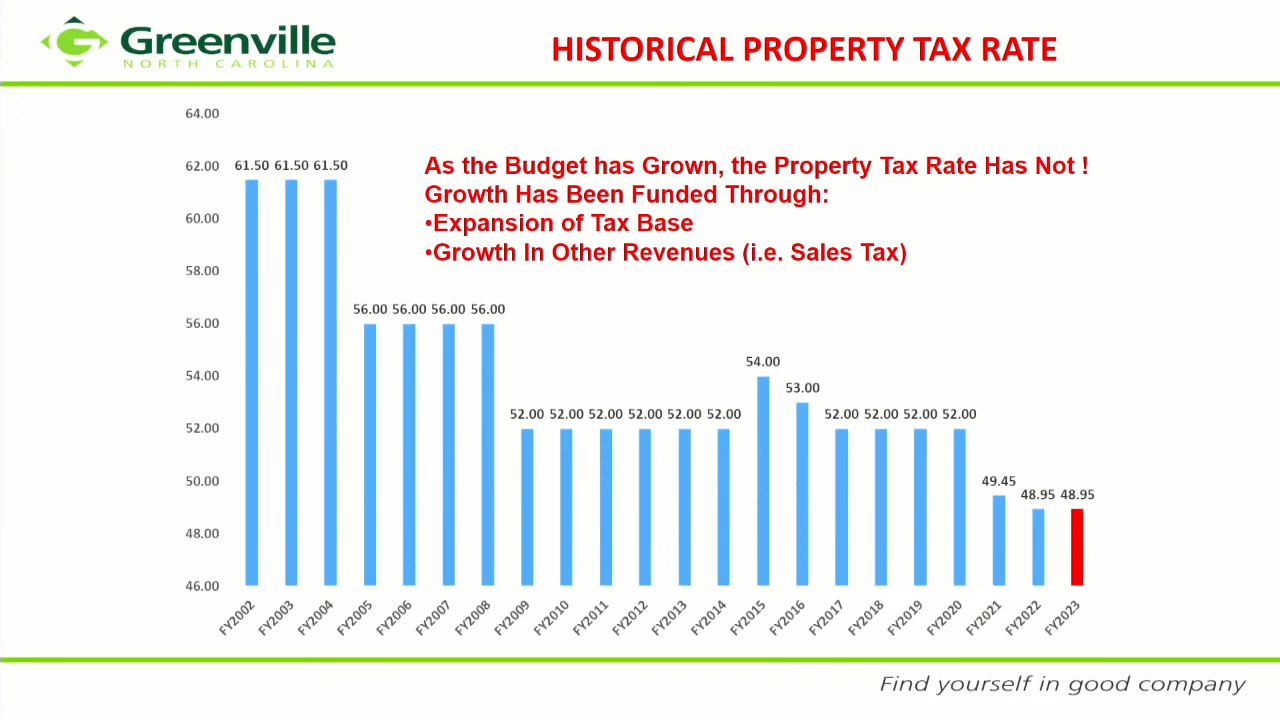 Greenville
NORTH CAROLINA
HISTORICAL PROPERTY TAX RATE
As the Budget has Grown, the Property Tax Rate Has Not !
Growth Has Been Funded Through:
•Expansion of Tax Base
•Growth In Other Revenues (i.e. Sales Tax)
64.00
62.00
60.00
58.00
56.00
54.00
52.00
50.00
48.00
46.00
61.50 61.50 61.50
56.00 56.00 56.00 56.00
52.00 52.00 52.00 52.00 52.00 52.00
54.00
53.00
52.00 52.00 52.00 52.00
49.45
48.95 48.95
FY2002 FY2003 FY2004 FY2005 FY2006 FY2007 FY2008 FY2009 FY2010 FY2011 FY2012 FY2013 FY2014 FY2015 FY2016 FY2017 FY2018 FY2019 FY2020 FY2021 FY2022 FY2023
Find yourself in good company